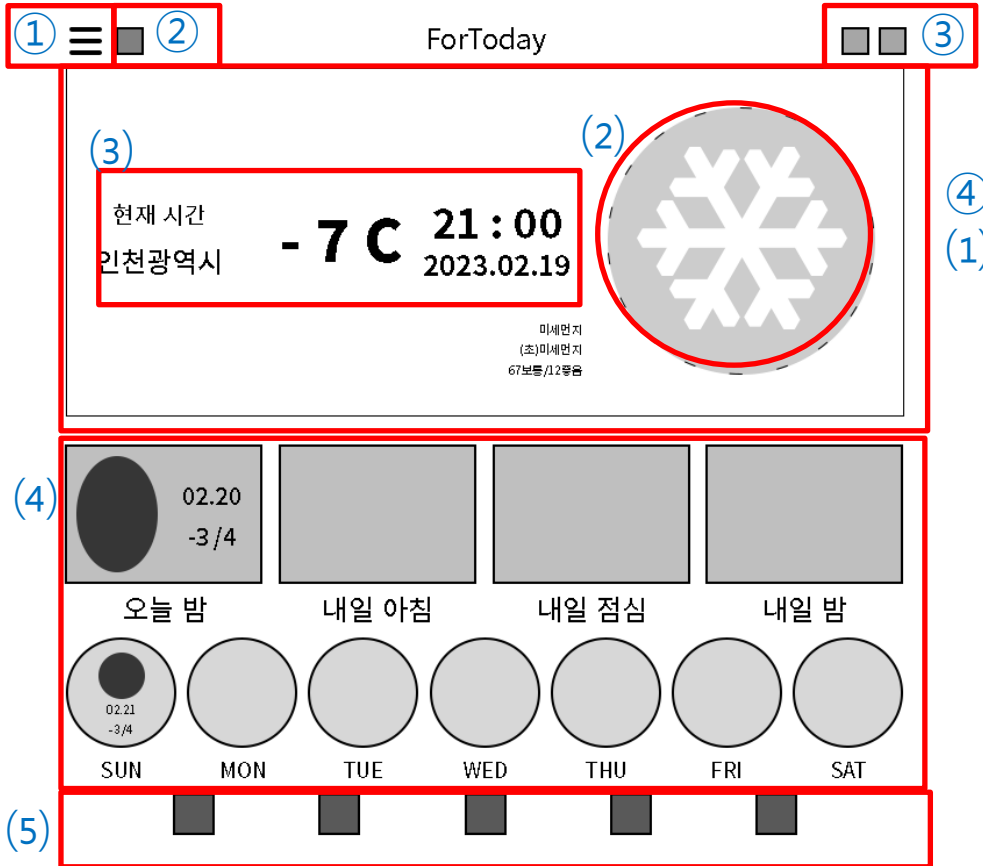 ① ② ForToday ③
(3) (2)
현재 시간
인천광역시
- 7 C
21 : 00
2023.02.19
④
(1)
미세먼지
(초)미세먼지
67보통/12좋음
(4)
02.20
-3/4
오늘 밤 내일 아침 내일 점심 내일 밤
02.21
-3/4
SUN MON TUE WED THU FRI SAT
(5)